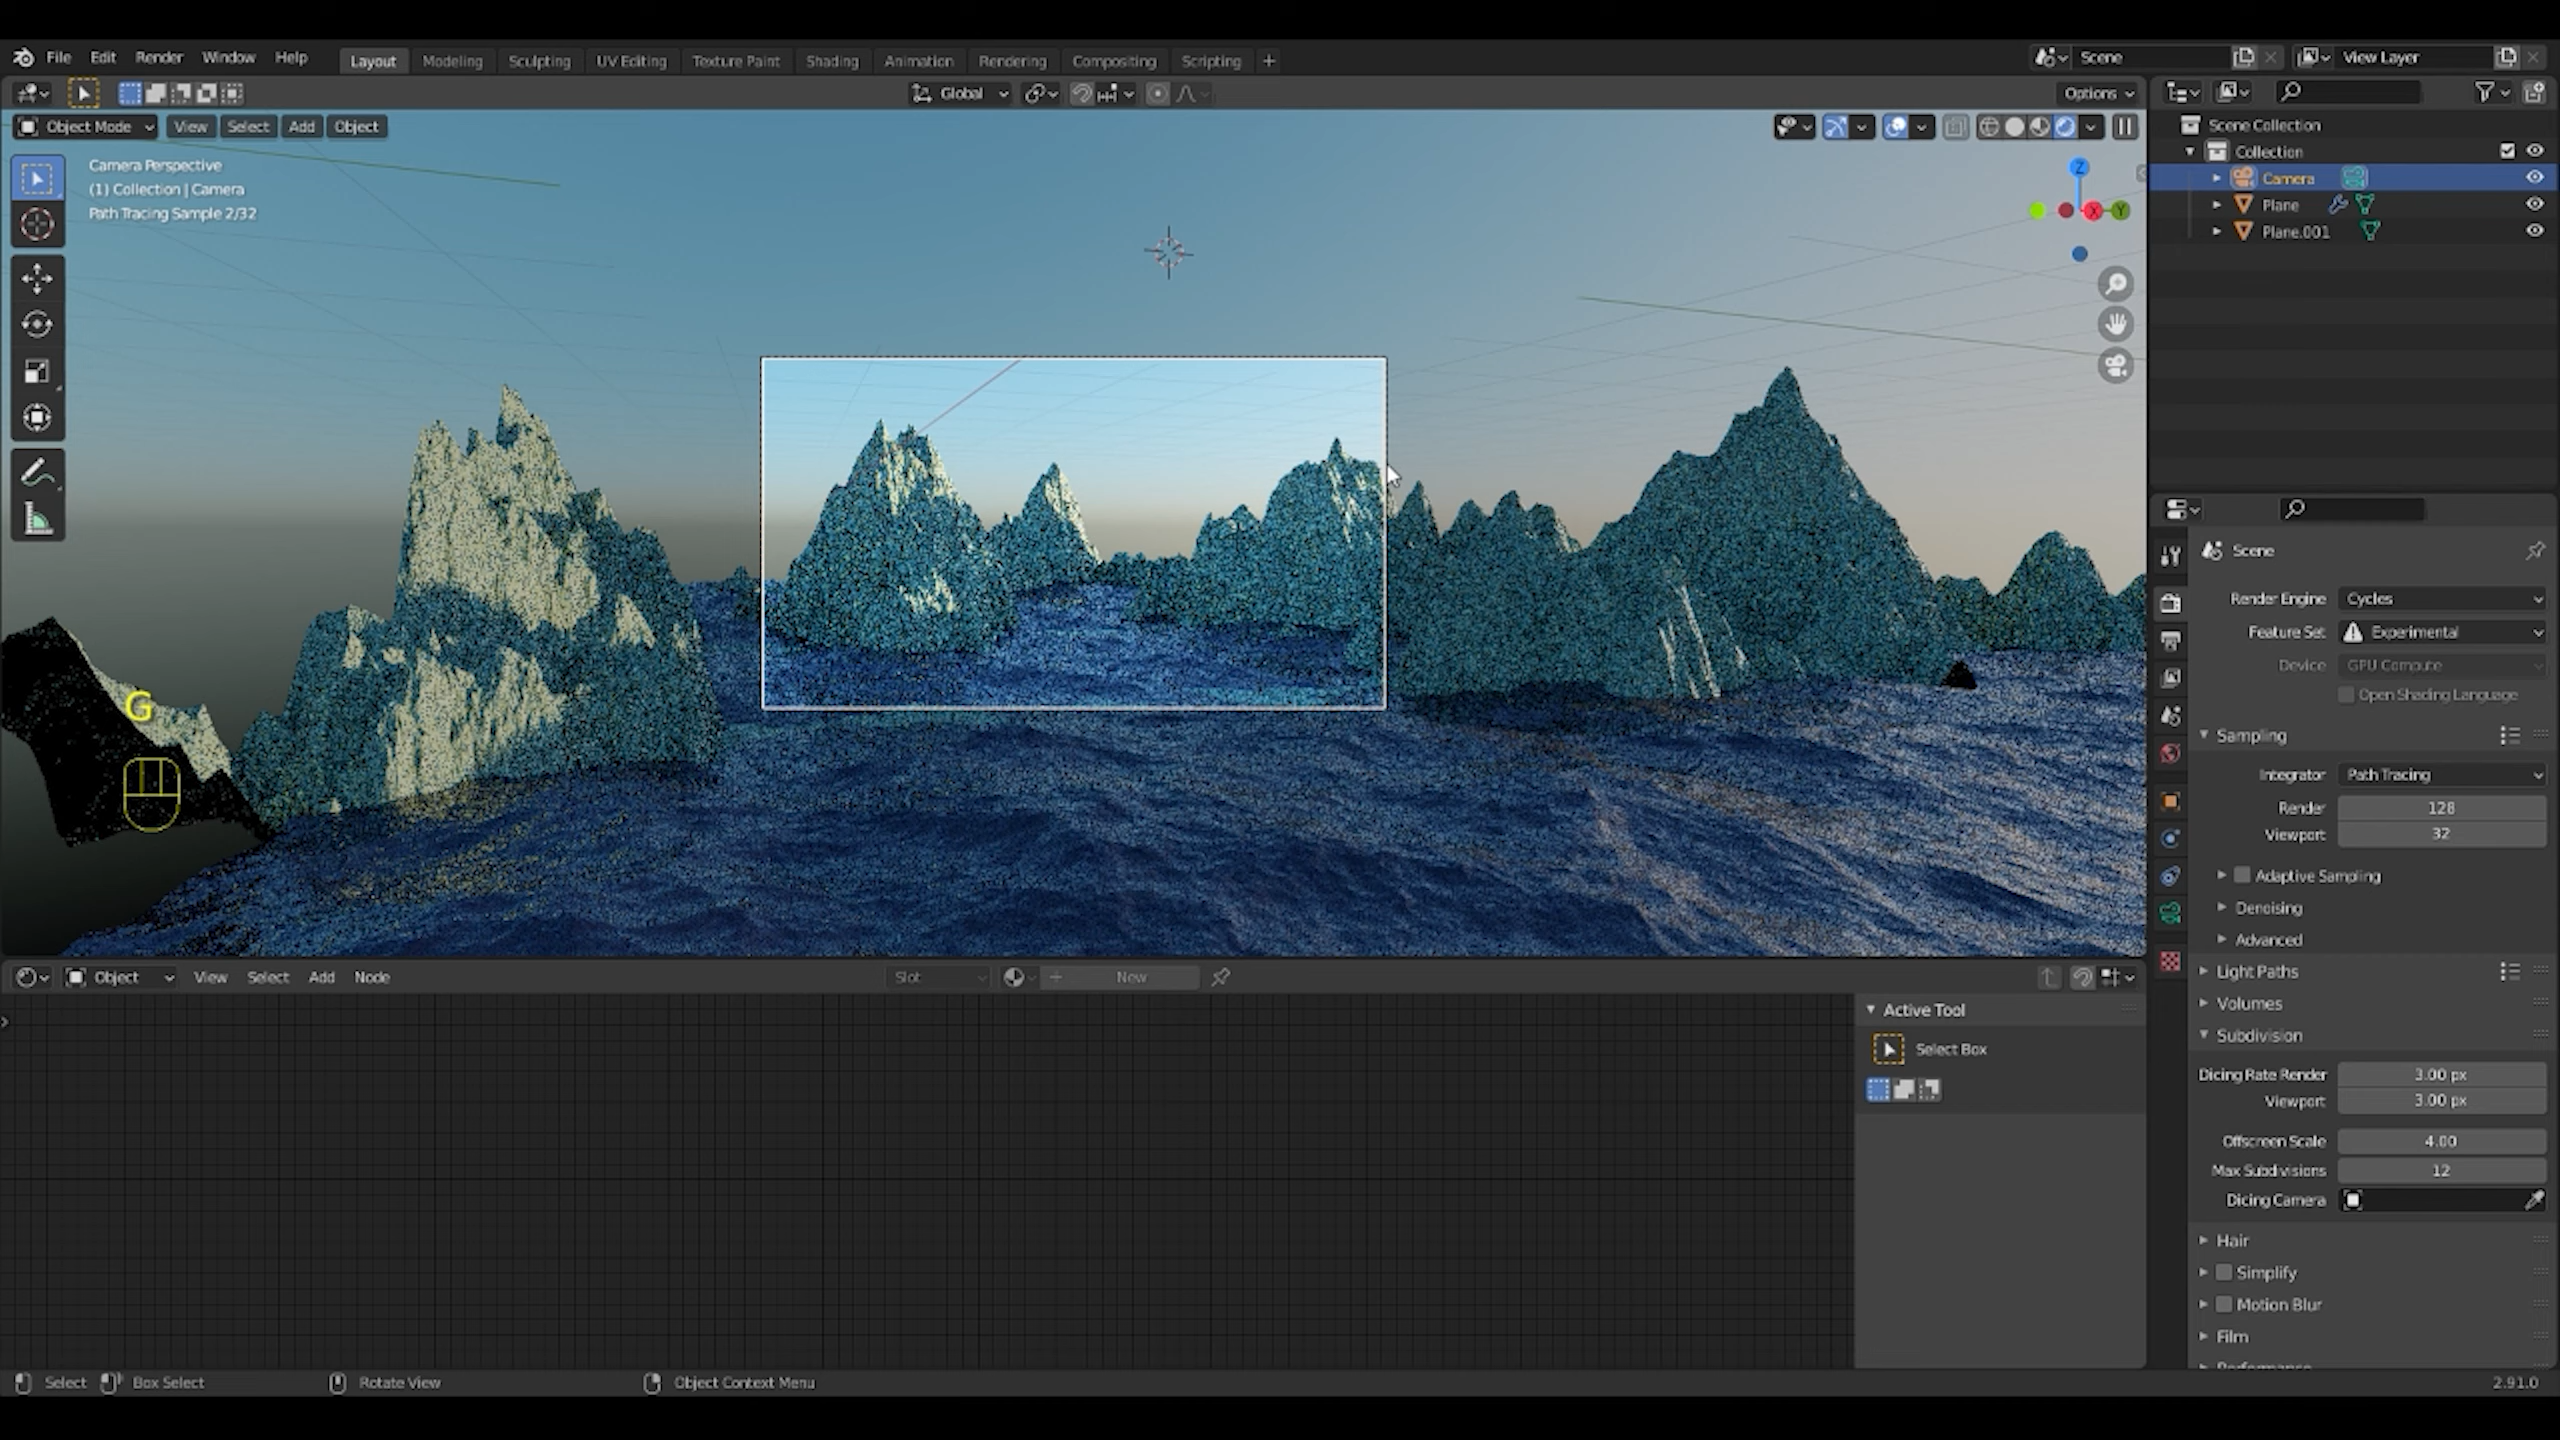 File Edit Render Window Help Layout Modeling Sculpting UV Editing Texture Paint Shading Animation Rendering Compositing Scripting + Scene View Layer
Global Options
Object Mode View Select Add Object
Camera Perspective
(1) Collection | Camera
Path Tracing Sample 2/32
Z
X
Y
G
Scene Collection
Collection
Camera
Plane
Plane.001
Scene
Render Engine Cycles
Feature Set Experimental
Device GPU Compute
Open Shading Language
Sampling
Integrator Path Tracing
Render 128
Viewport 32
Adaptive Sampling
Denoising
Advanced
Light Paths
Volumes
Subdivision
Dicing Rate Render 3.00 px
Viewport 3.00 px
Offscreen Scale 4.00
Max Subdivisions 12
Dicing Camera
Hair
Simplify
Motion Blur
Film
Performance
Object View Select Add Node Slot + New
Active Tool
Select Box
Select Box Select Rotate View Object Context Menu 2.91.0